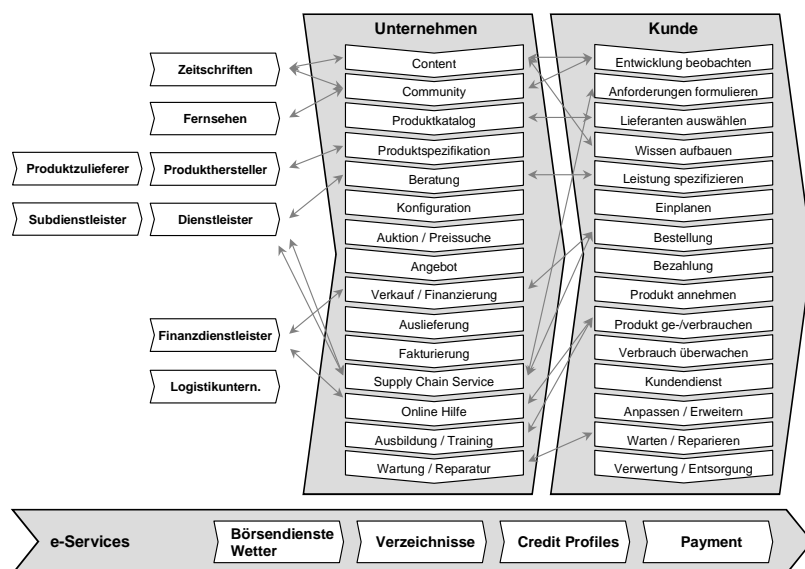 Unternehmen
Kunde
Zeitschriften
Fernsehen
Produktzulieferer
Produkthersteller
Subdienstleister
Dienstleister
Finanzdienstleister
Logistikuntern.
Content
Community
Produktkatalog
Produktspezifikation
Beratung
Konfiguration
Auktion / Preissuche
Angebot
Verkauf / Finanzierung
Auslieferung
Fakturierung
Supply Chain Service
Online Hilfe
Ausbildung / Training
Wartung / Reparatur
Entwicklung beobachten
Anforderungen formulieren
Lieferanten auswählen
Wissen aufbauen
Leistung spezifizieren
Einplanen
Bestellung
Bezahlung
Produkt annehmen
Produkt ge-/verbrauchen
Verbrauch überwachen
Kundendienst
Anpassen / Erweitern
Warten / Reparieren
Verwertung / Entsorgung
e-Services
Börsendienste
Wetter
Verzeichnisse
Credit Profiles
Payment